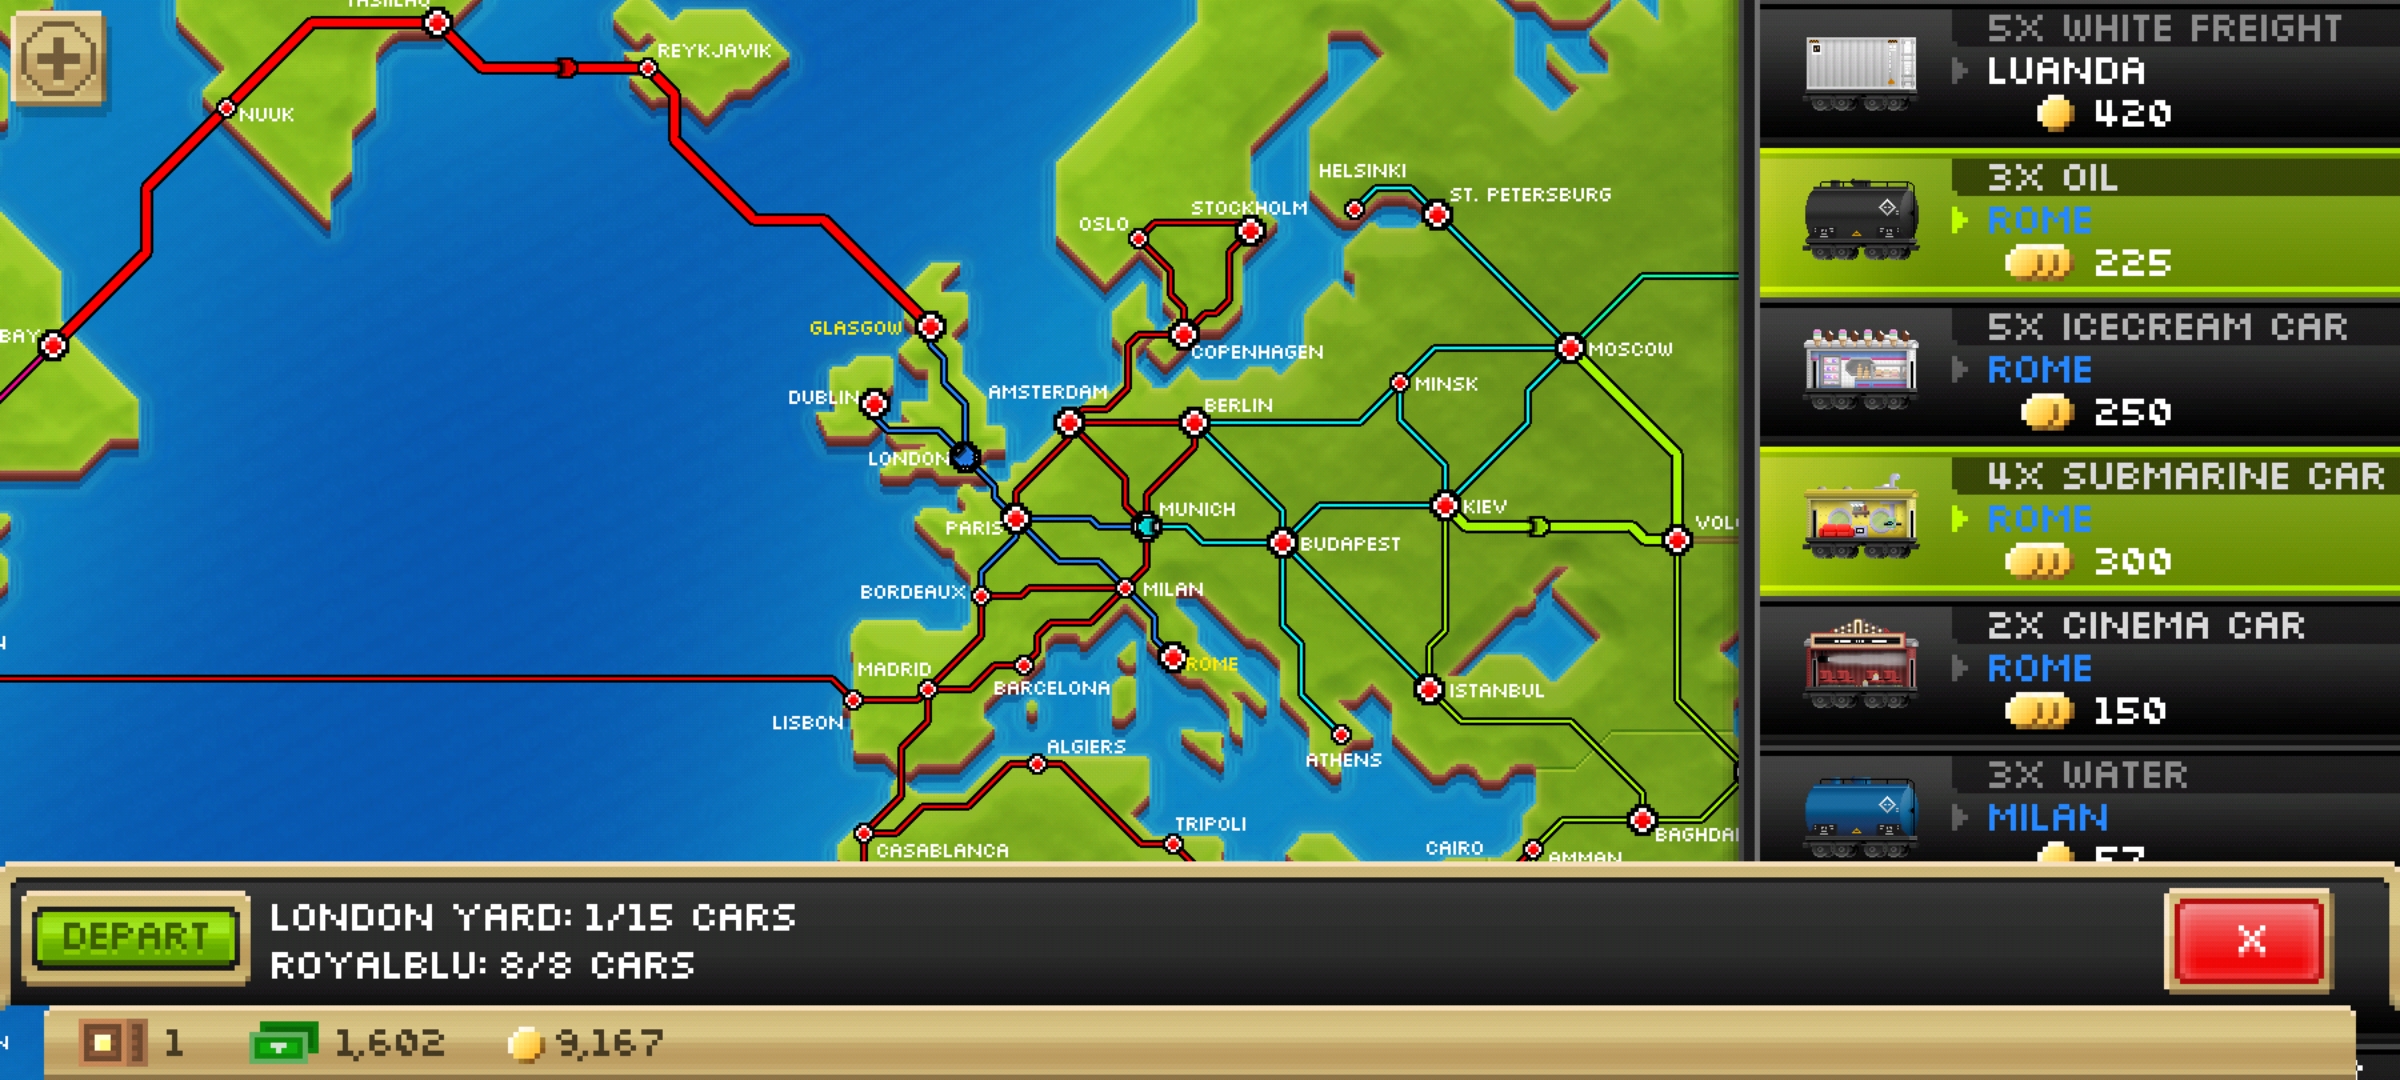 REYKJAVIK
NUUK
HELSINKI
ST. PETERSBURG
STOCKHOLM
OSLO
GLASGOW
COPENHAGEN
MOSCOW
MINSK
DUBLIN
AMSTERDAM
BERLIN
LONDON
MUNICH
KIEV
PARIS
BUDAPEST
BORDEAUX
MILAN
ROME
MADRID
BARCELONA
ISTANBUL
LISBON
ATHENS
ALGIERS
TRIPOLI
CASABLANCA
CAIRO
AMMAN
BAY
5X WHITE FREIGHT
LUANDA
420
3X OIL
ROME
225
5X ICECREAM CAR
ROME
250
4X SUBMARINE CAR
ROME
300
2X CINEMA CAR
ROME
150
3X WATER
MILAN
57
DEPART
LONDON YARD: 1/15 CARS
ROYALBLU: 8/8 CARS
X
1
1,602
9,167